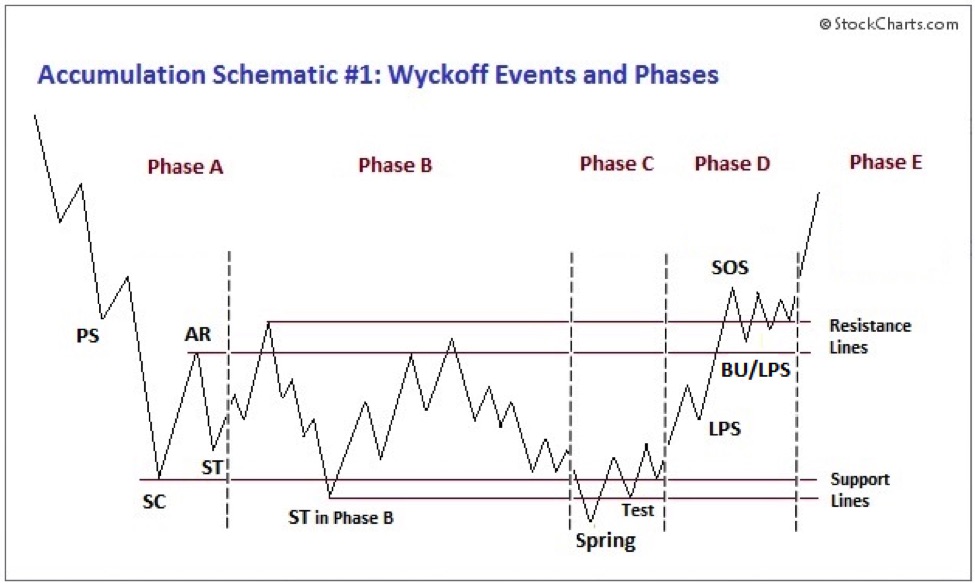 © StockCharts.com
Accumulation Schematic #1: Wyckoff Events and Phases
Phase A
Phase B
Phase C
Phase D
Phase E
SOS
PS
AR
Resistance
Lines
BU/LPS
LPS
ST
SC
Support
Lines
ST in Phase B
Test
Spring